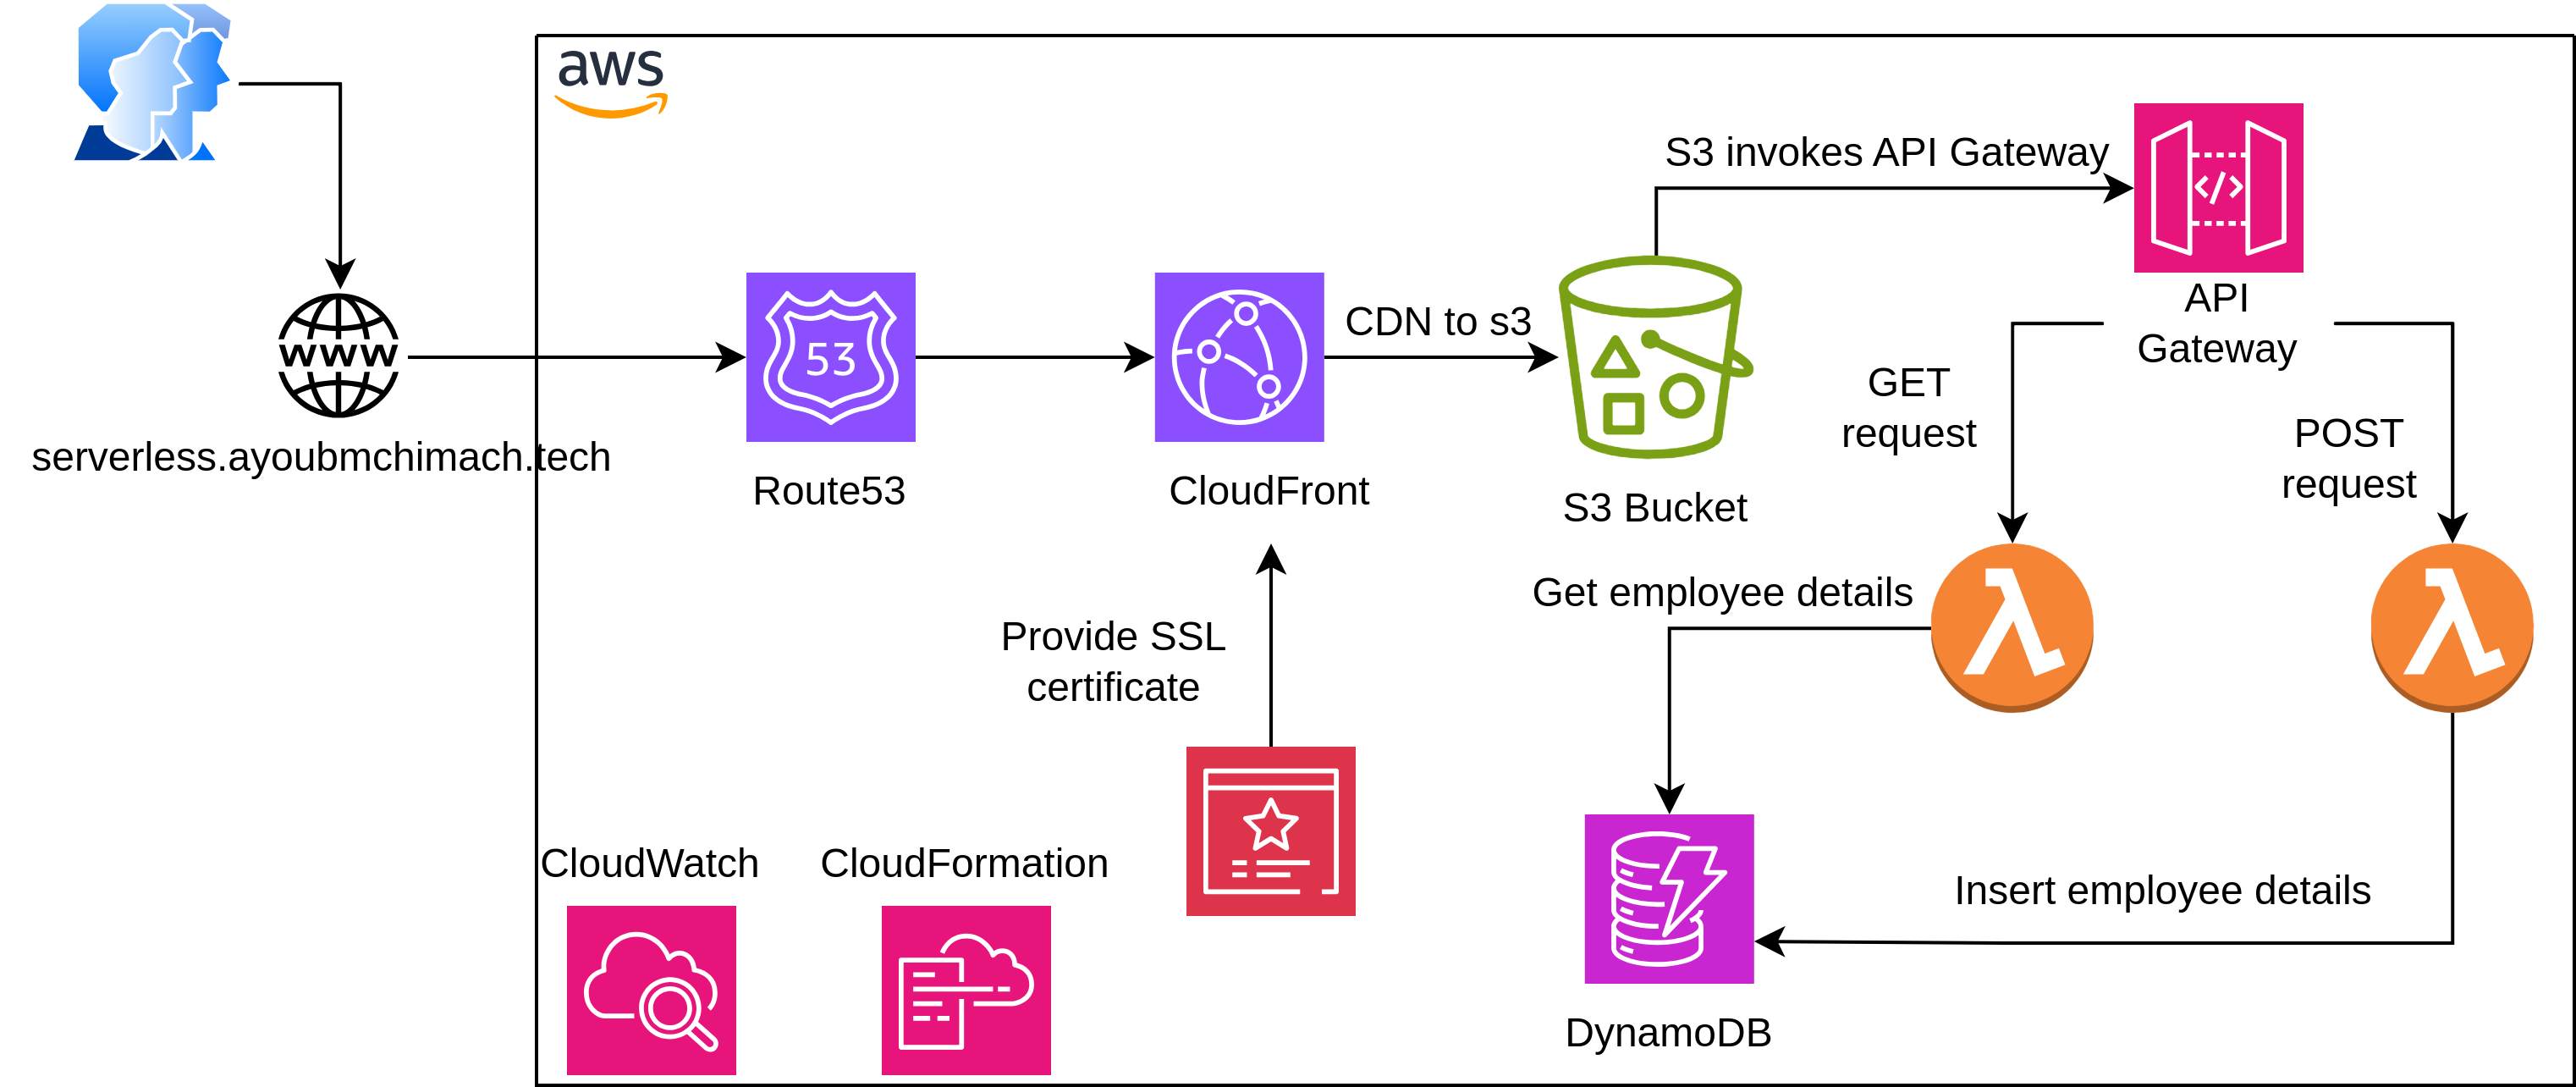 aws
S3 invokes API Gateway
www
serverless.ayoubmchimach.tech
53
Route53
CloudFront
CDN to s3
S3 Bucket
API
Gateway
GET
request
POST
request
Get employee details
Provide SSL
certificate
CloudWatch
CloudFormation
Insert employee details
DynamoDB